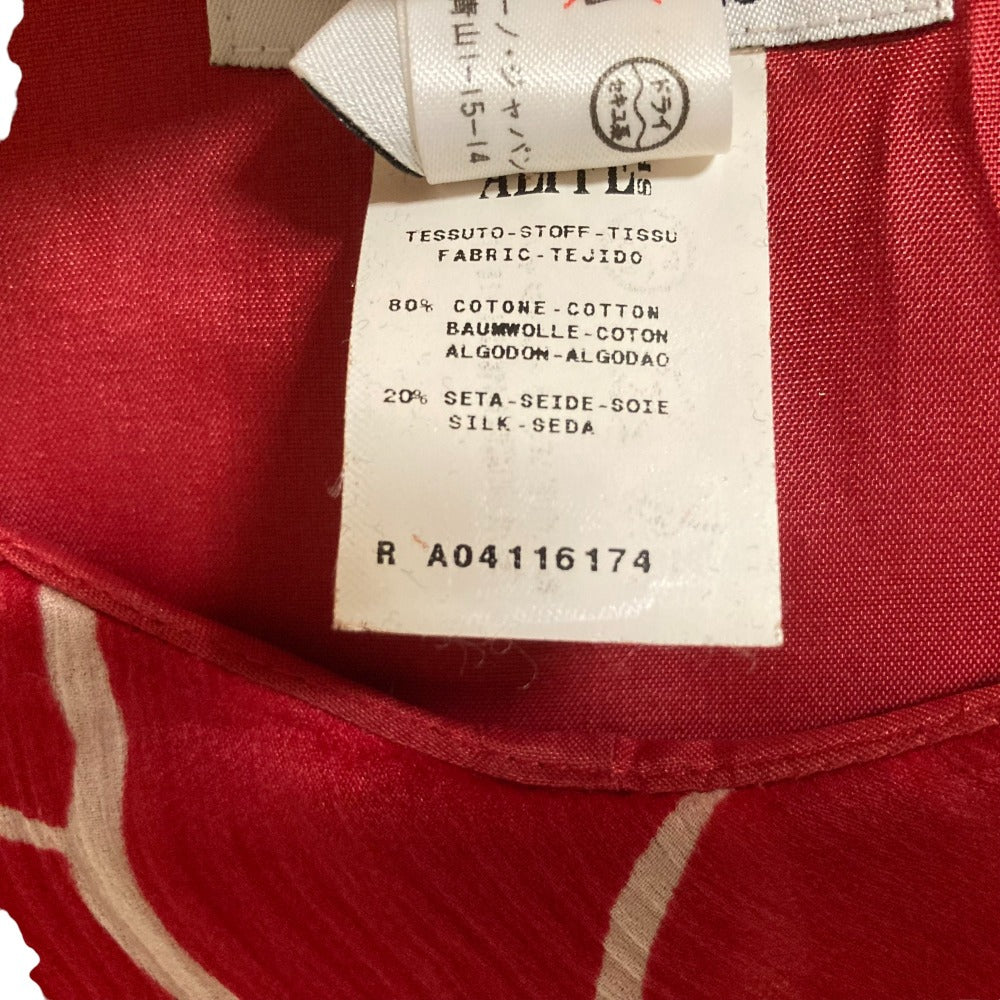 ーノ・ジャパン
青山1-15-14
ドライ
セキユ系
TESSUTO-STOFF-TISSU
FABRIC-TEJIDO
80% COTONE-COTTON
BAUMWOLLE-COTON
ALGODON-ALGODAO
20% SETA-SEIDE-SOIE
SILK-SEDA
R A04116174